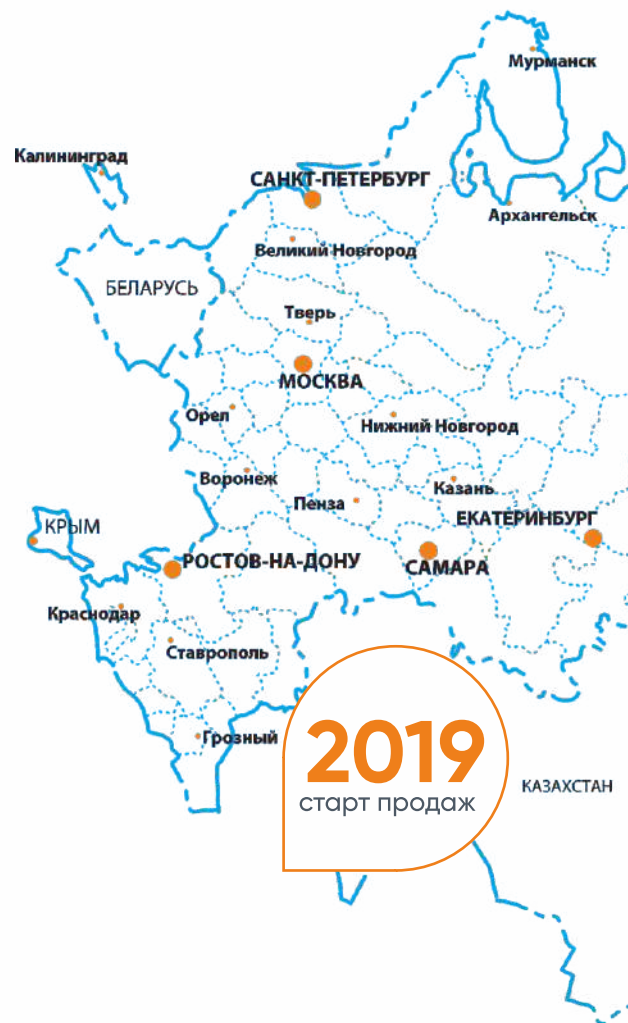 Мурманск
Калининград
САНКТ-ПЕТЕРБУРГ
Архангельск
Великий Новгород
БЕЛАРУСЬ
Тверь
МОСКВА
Орел
Нижний Новгород
Воронеж
Казань
Пенза
ЕКАТЕРИНБУРГ
КРЫМ
РОСТОВ-НА-ДОНУ
САМАРА
Краснодар
Ставрополь
Грозный
2019
старт продаж
КАЗАХСТАН